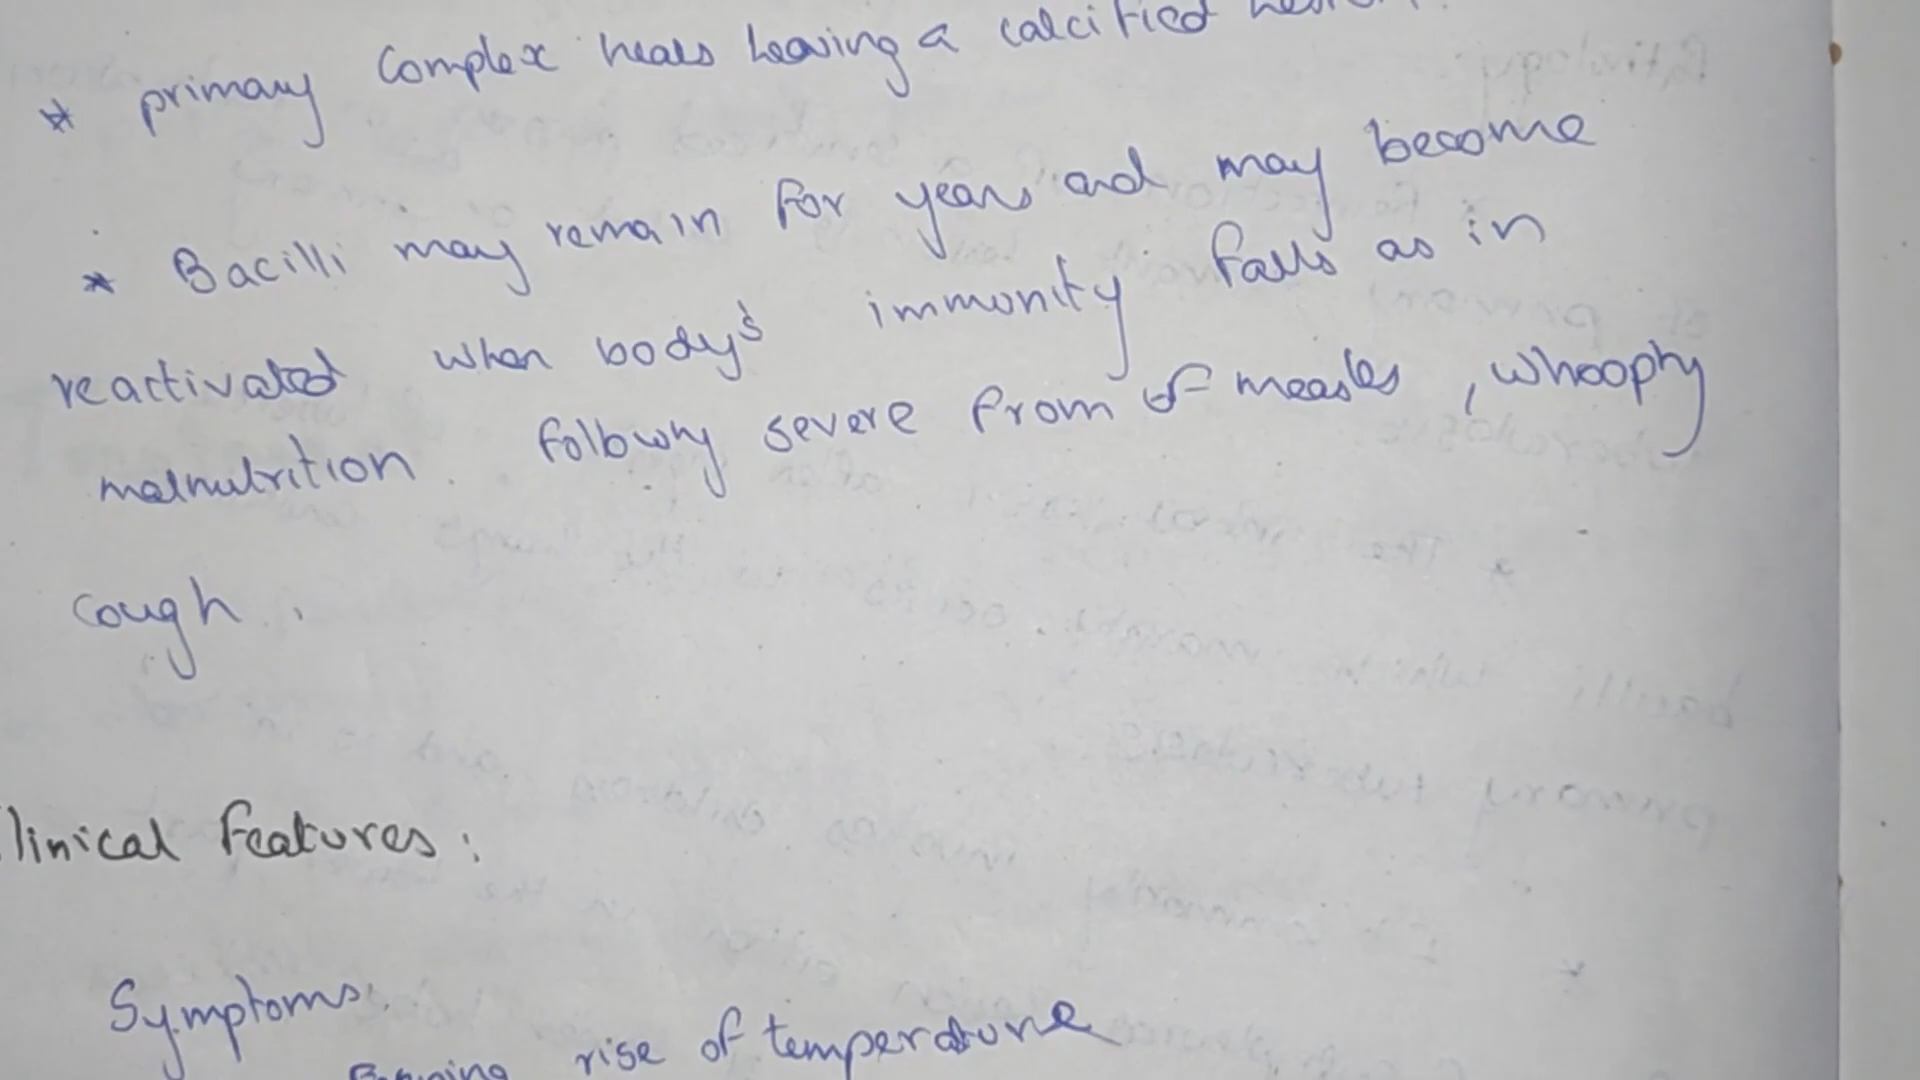 * primary Complex heals leaving a calcified
* Bacilli may remain for years and may become
reactivated when body's immunity falls as in
malnutrition. following severe from of measles, whooping
cough.
linical Features:
Symptoms:
Evening rise of temperature